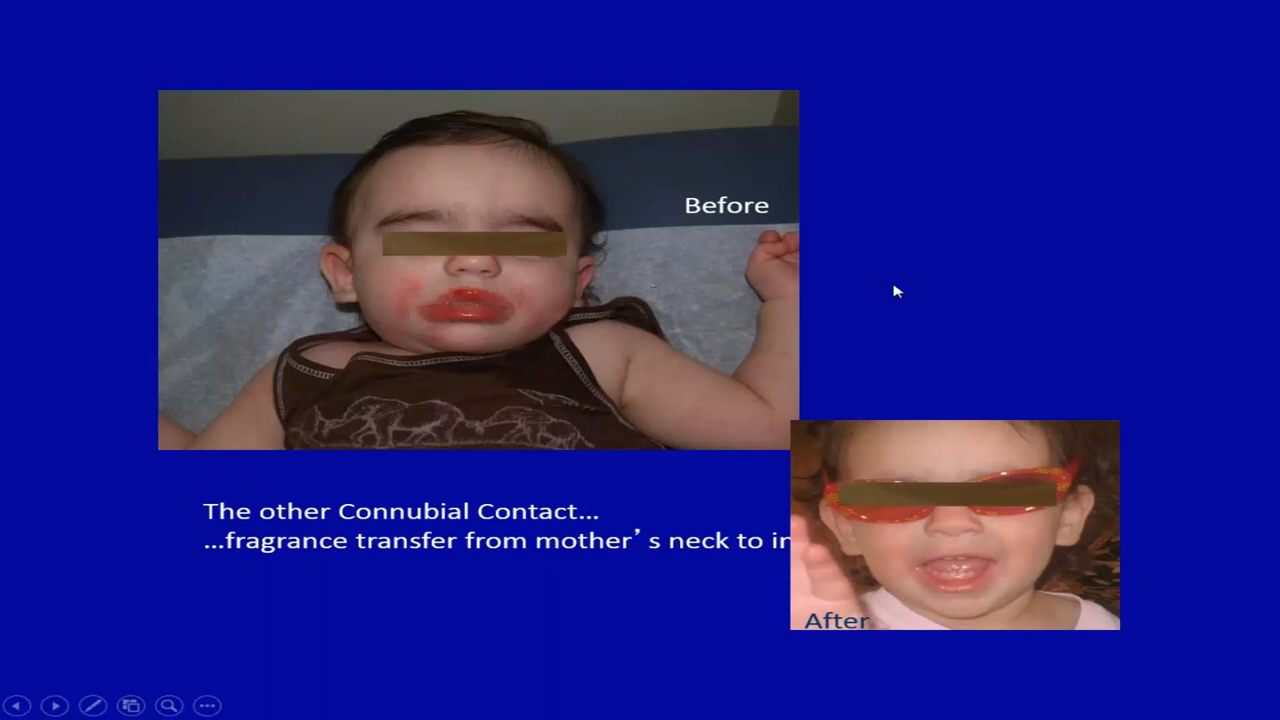 Before
The other Connubial Contact…
…fragrance transfer from mother’s neck to
After